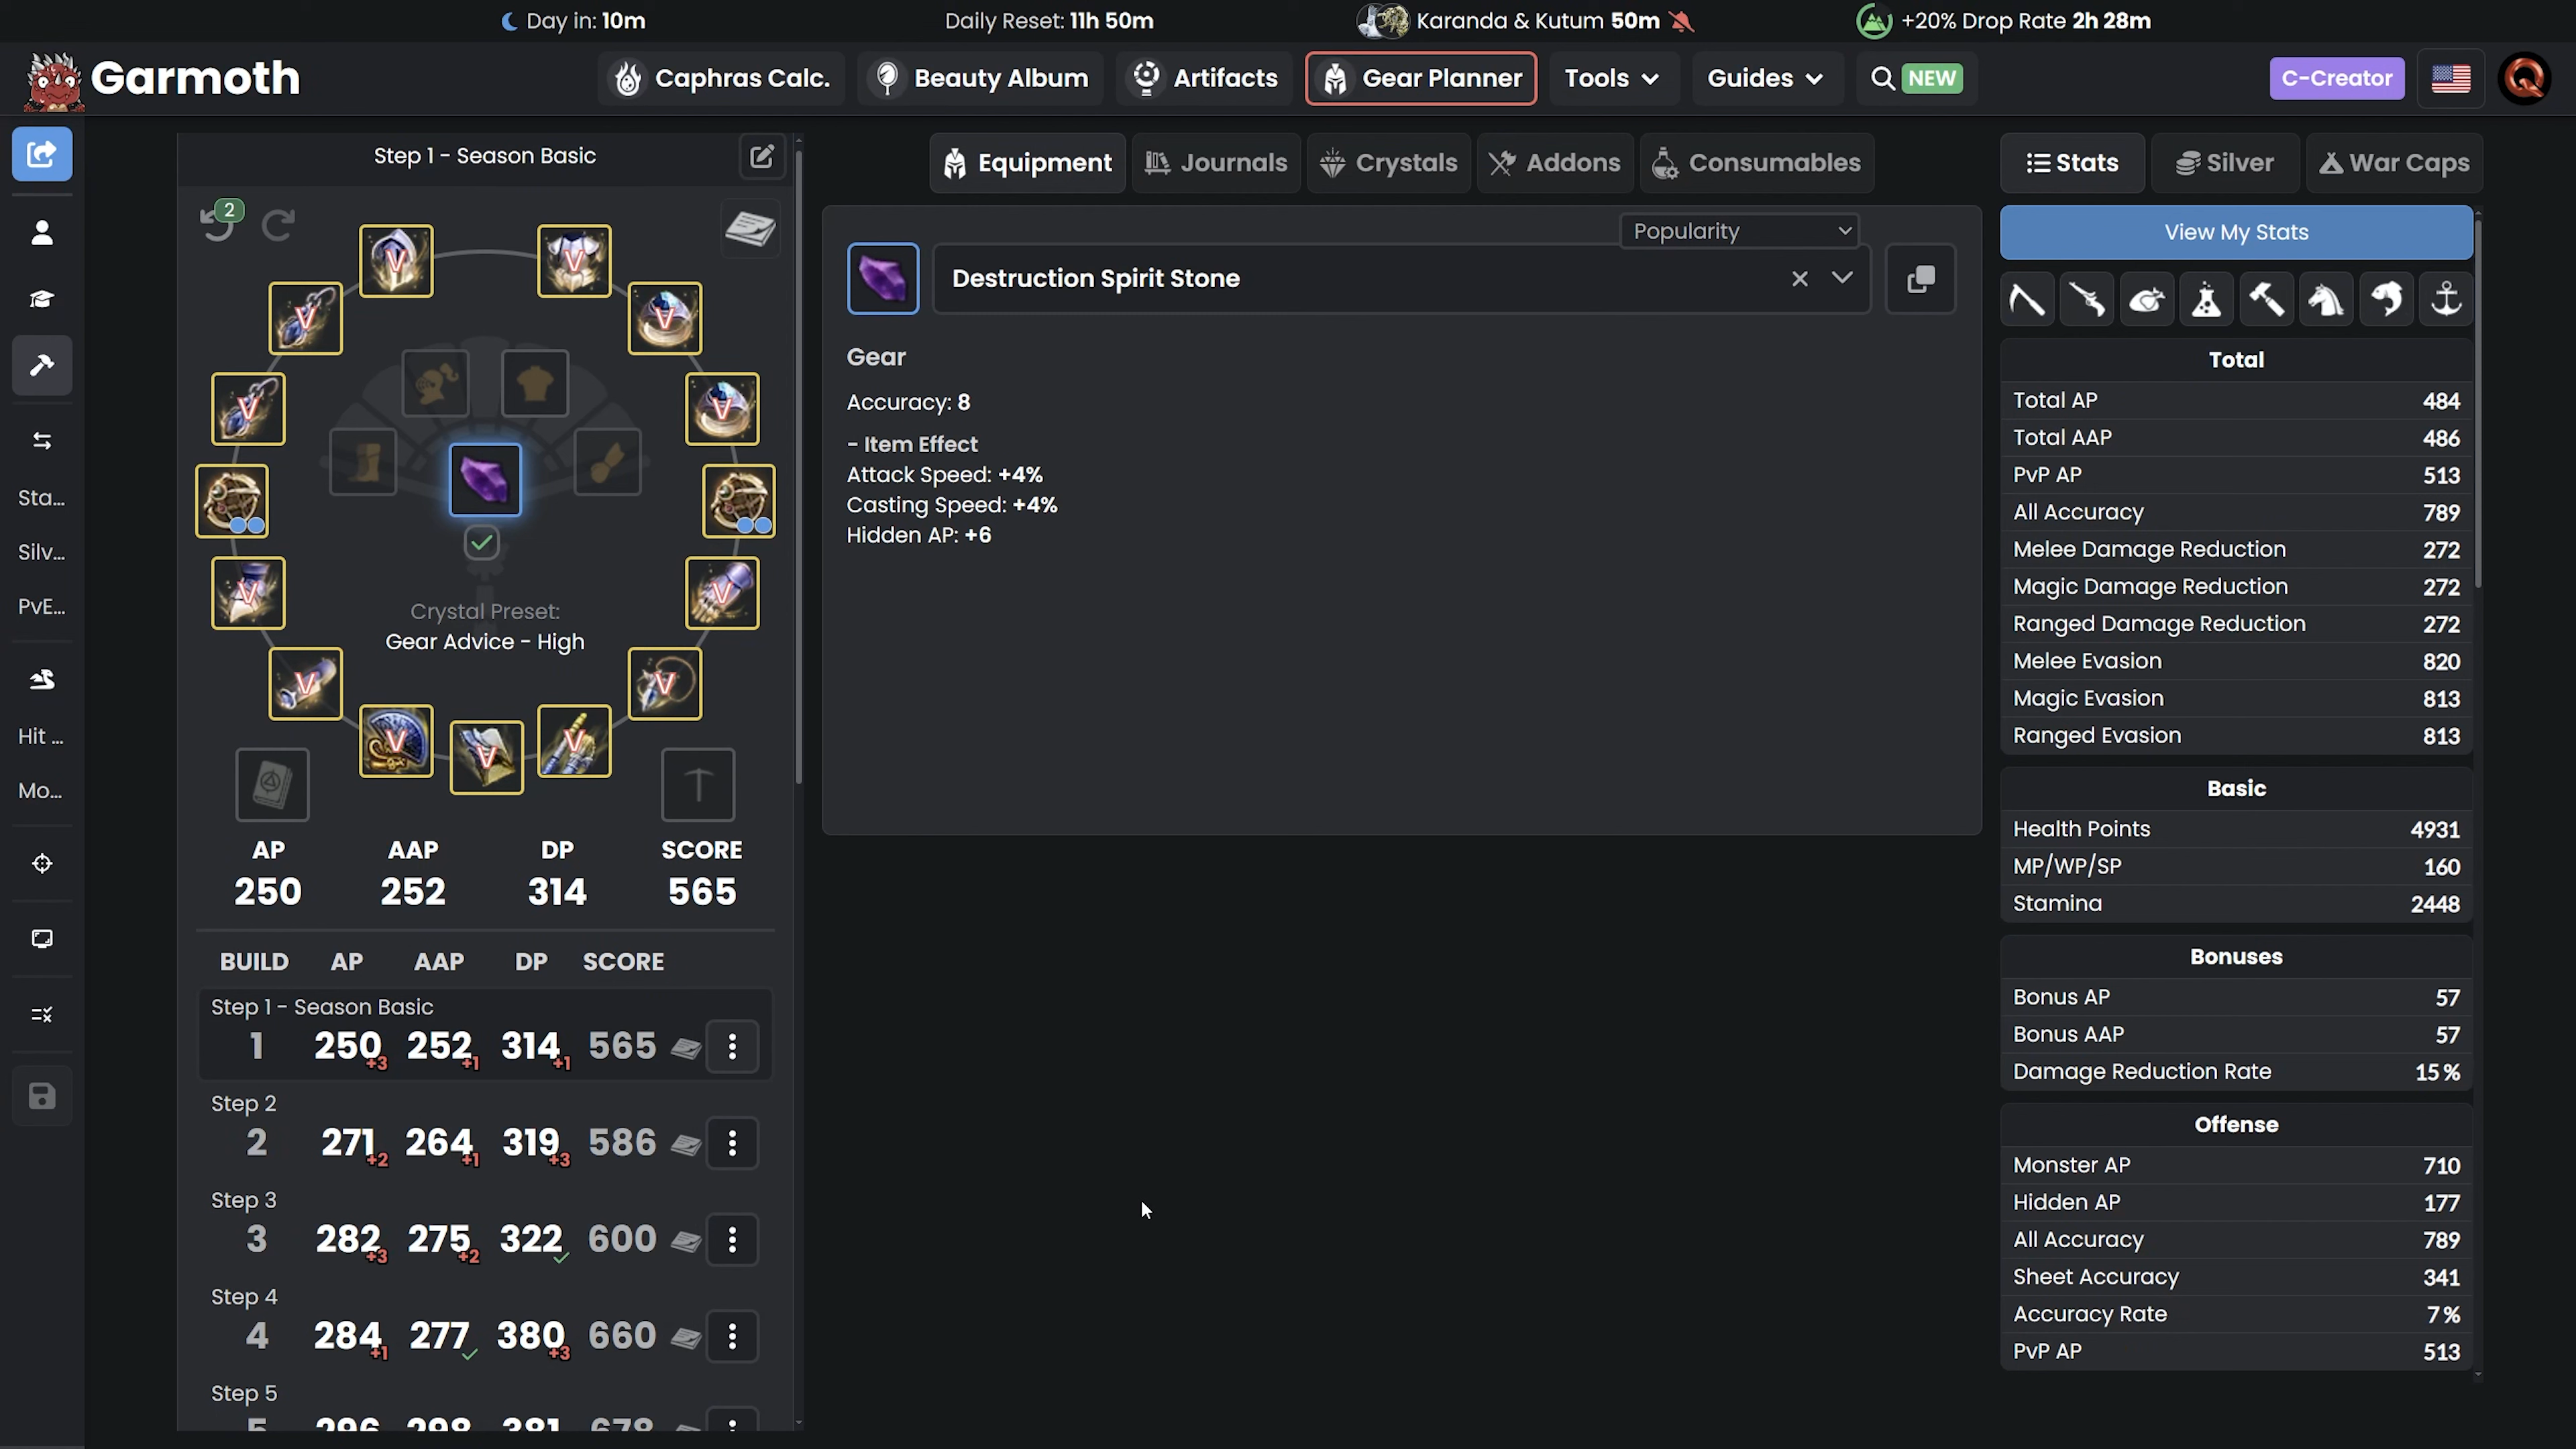 Day in: 10m
Daily Reset: 11h 50m
Karanda & Kutum 50m
+20% Drop Rate 2h 28m
Garmoth
Caphras Calc.
Beauty Album
Artifacts
Gear Planner
Tools
Guides
NEW
C-Creator
Step 1 - Season Basic
Equipment
Journals
Crystals
Addons
Consumables
Stats
Silver
War Caps
2
Sta...
Silv...
PvE...
Hit ...
Mo...
V
V
V
V
V
V
V
V
V
V
V
V
V
Crystal Preset:
Gear Advice - High
AP
AAP
DP
SCORE
250
252
314
565
BUILD AP AAP DP SCORE
Step 1 - Season Basic
1 250 +3 252 +1 314 +1 565
Step 2
2 271 +2 264 +1 319 +3 586
Step 3
3 282 +3 275 +2 322 600
Step 4
4 284 +1 277 380 +3 660
Step 5
5 296 298 381 678
Popularity
Destruction Spirit Stone
Gear
Accuracy: 8
- Item Effect
Attack Speed: +4%
Casting Speed: +4%
Hidden AP: +6
View My Stats
Total
Total AP 484
Total AAP 486
PvP AP 513
All Accuracy 789
Melee Damage Reduction 272
Magic Damage Reduction 272
Ranged Damage Reduction 272
Melee Evasion 820
Magic Evasion 813
Ranged Evasion 813
Basic
Health Points 4931
MP/WP/SP 160
Stamina 2448
Bonuses
Bonus AP 57
Bonus AAP 57
Damage Reduction Rate 15%
Offense
Monster AP 710
Hidden AP 177
All Accuracy 789
Sheet Accuracy 341
Accuracy Rate 7%
PvP AP 513